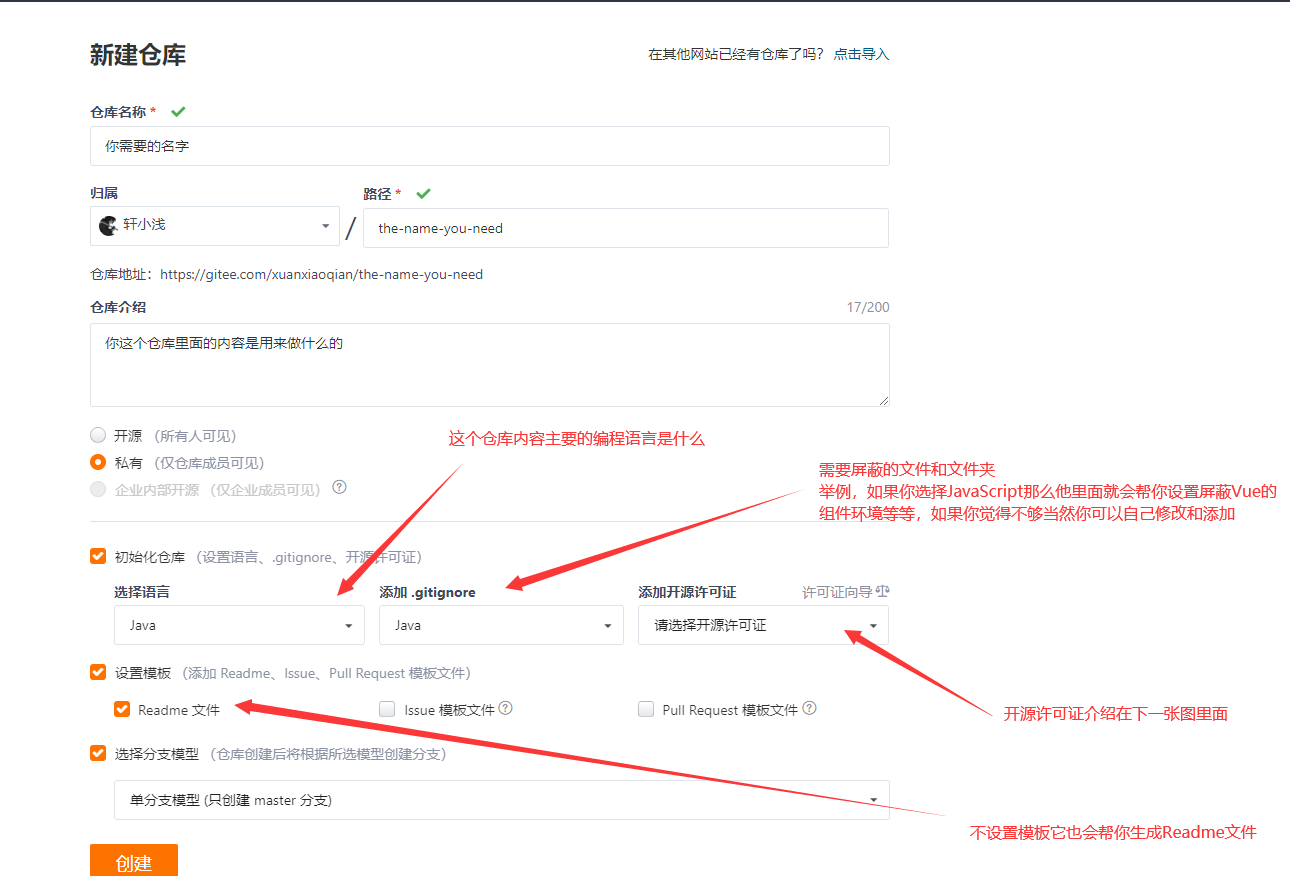 新建仓库
在其他网站已经有仓库了吗？ 点击导入
仓库名称 *
你需要的名字
归属
路径 *
轩小浅
/
the-name-you-need
仓库地址：https://gitee.com/xuanxiaoqian/the-name-you-need
仓库介绍
17/200
你这个仓库里面的内容是用来做什么的
开源 （所有人可见）
私有 （仅仓库成员可见）
企业内部开源 （仅企业成员可见） ?
这个仓库内容主要的编程语言是什么
需要屏蔽的文件和文件夹
举例，如果你选择JavaScript那么他里面就会帮你设置屏蔽Vue的
组件环境等等，如果你觉得不够当然你可以自己修改和添加
初始化仓库 （设置语言、.gitignore、开源许可证）
选择语言
添加 .gitignore
添加开源许可证
许可证向导
Java
Java
请选择开源许可证
设置模板 （添加 Readme、Issue、Pull Request 模板文件）
Readme 文件
Issue 模板文件 ?
Pull Request 模板文件 ?
开源许可证介绍在下一张图里面
选择分支模型 （仓库创建后将根据所选模型创建分支）
单分支模型 (只创建 master 分支)
不设置模板它也会帮你生成Readme文件
创建